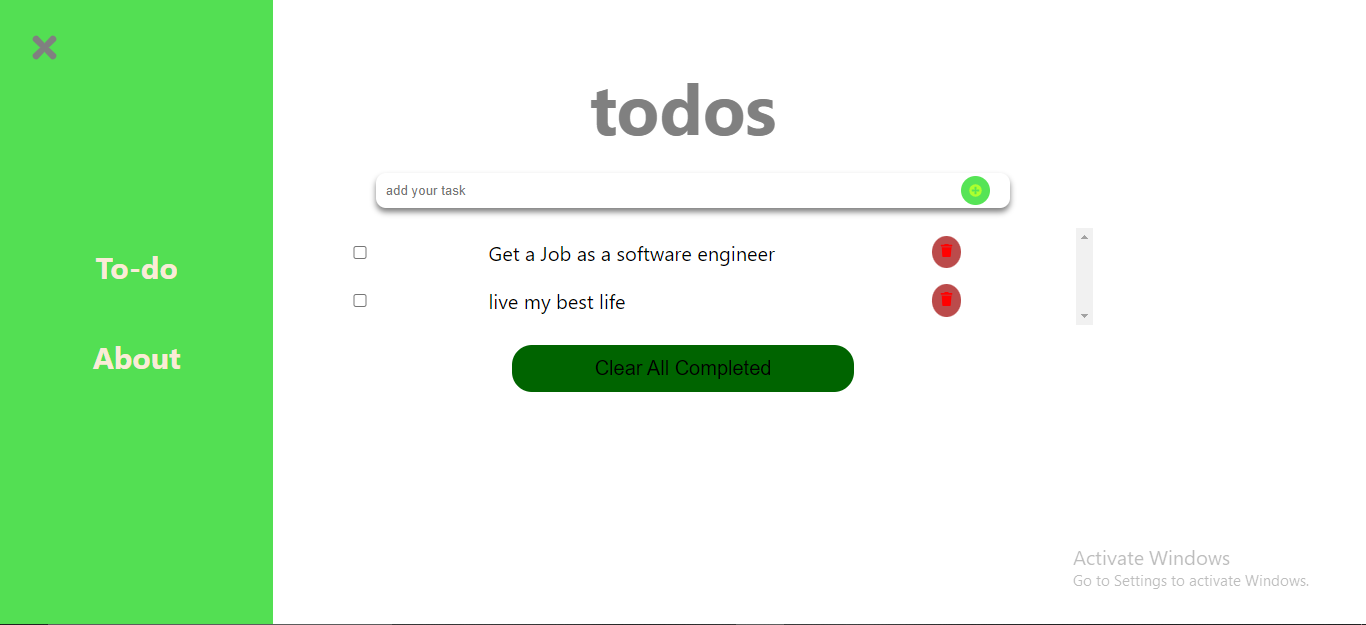 To-do
About
todos
add your task
Get a Job as a software engineer
live my best life
Clear All Completed
Activate Windows
Go to Settings to activate Windows.